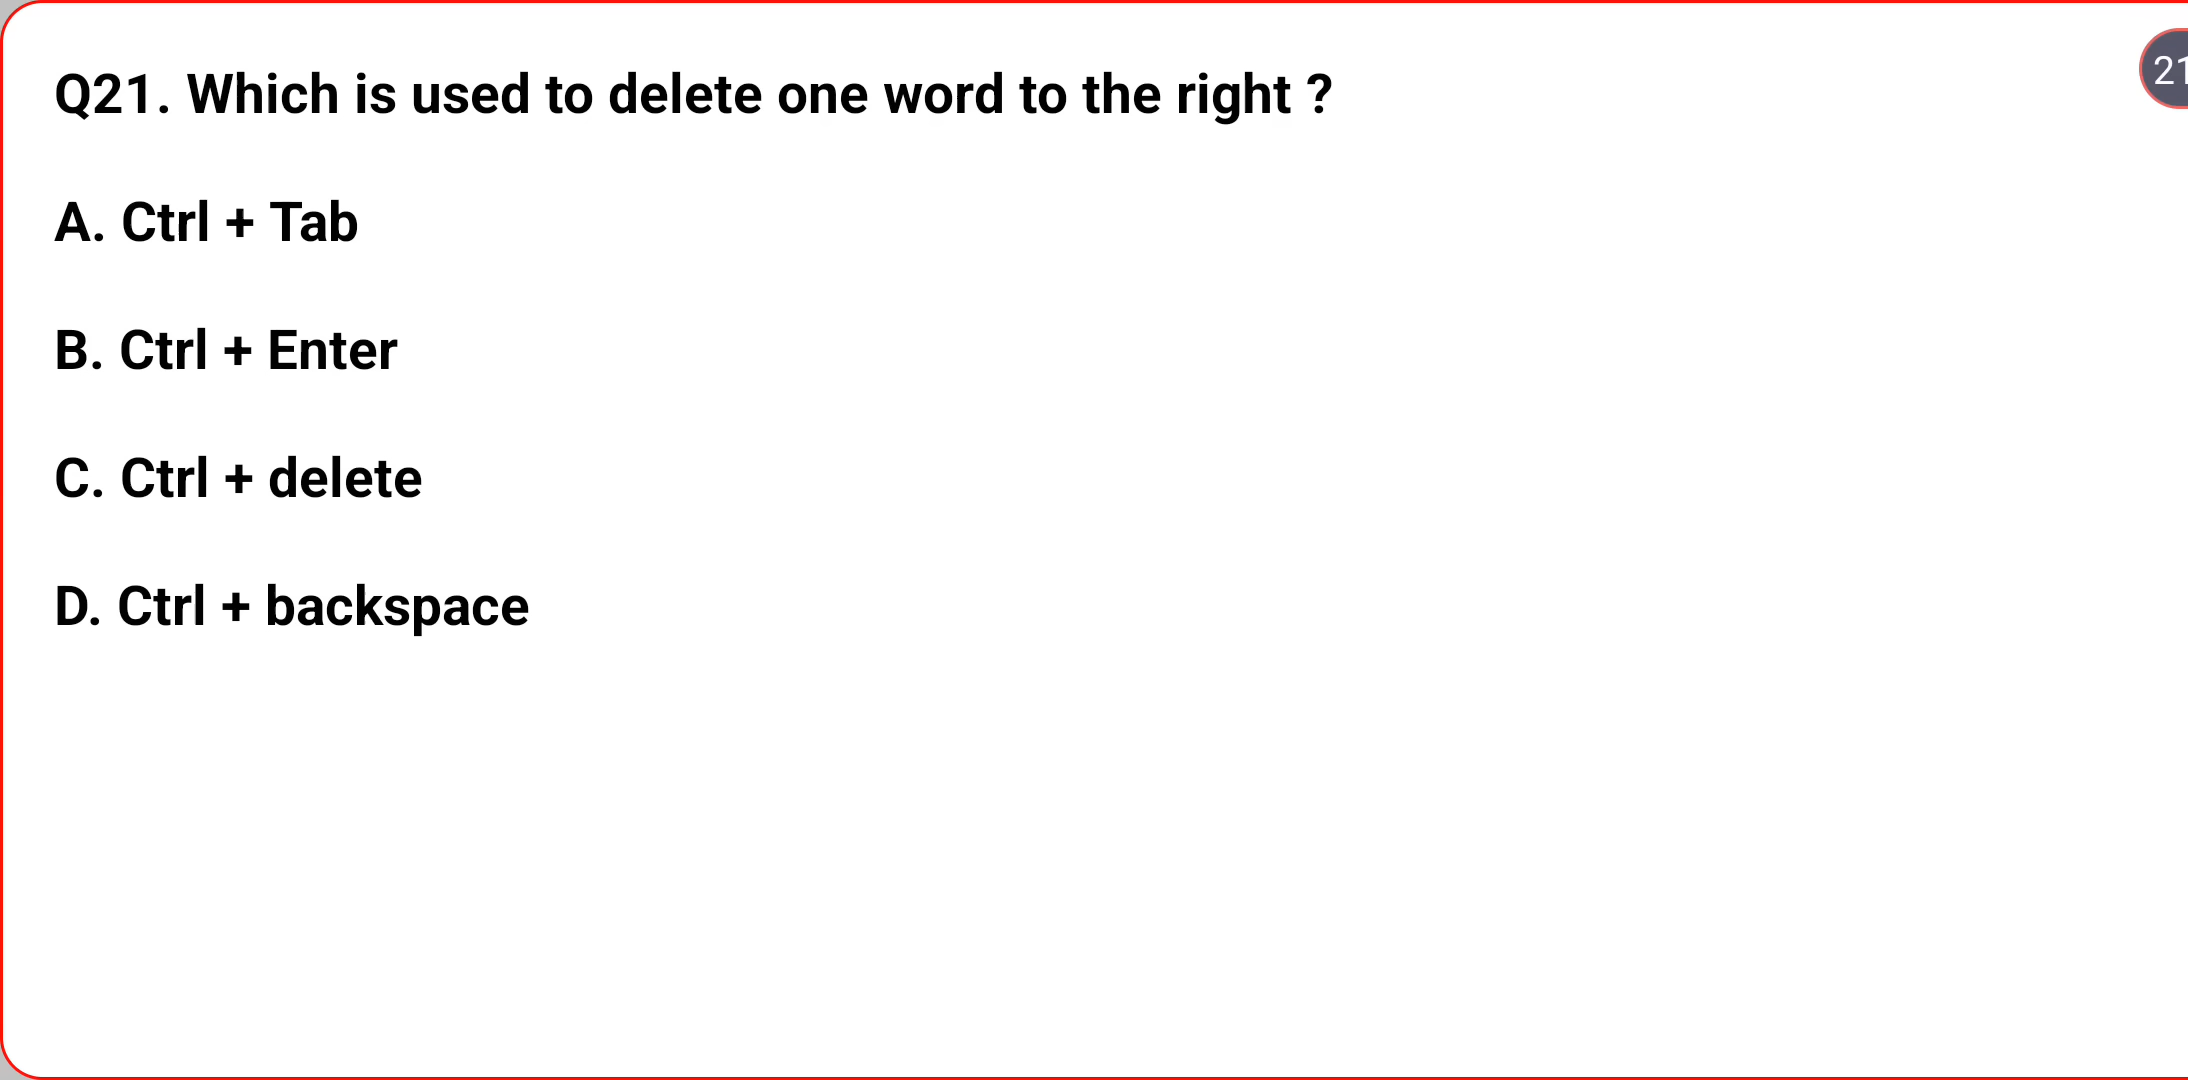 Q21. Which is used to delete one word to the right ?
21
A. Ctrl + Tab
B. Ctrl + Enter
C. Ctrl + delete
D. Ctrl + backspace